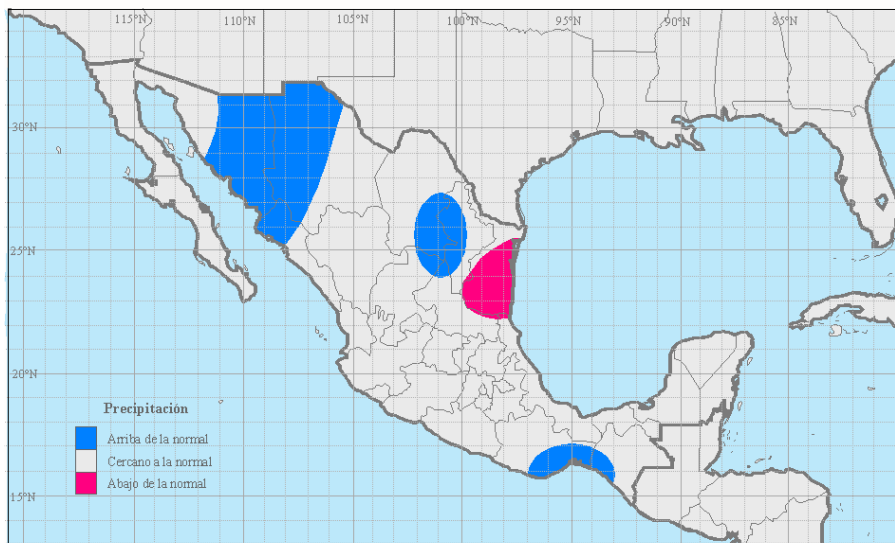 115°N
110°N
105°N
100°N
95°N
90°N
85°N
30°N
25°N
20°N
15°N
Precipitación
Arriba de la normal
Cercano a la normal
Abajo de la normal